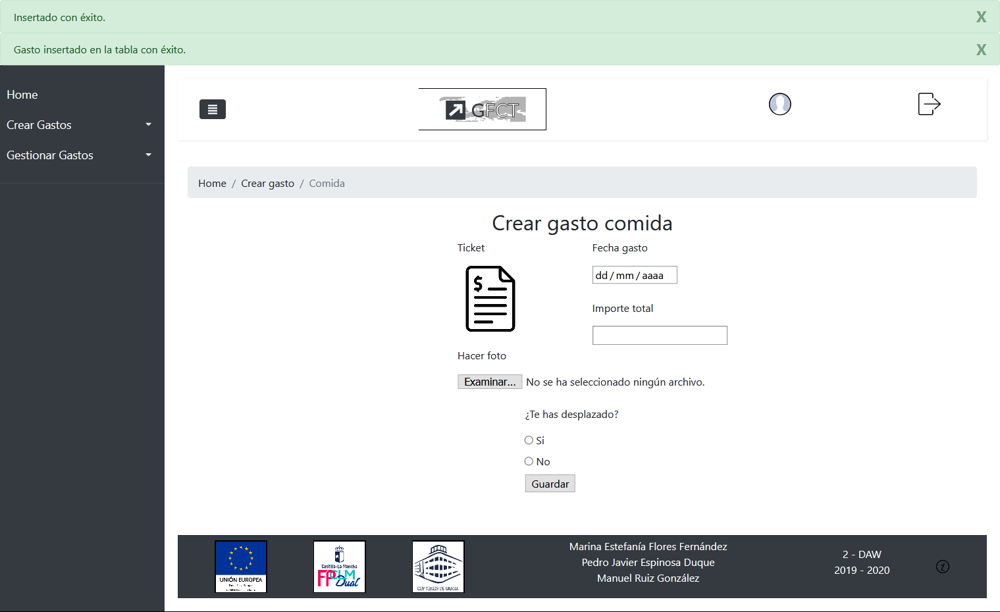 Insertado con éxito.
X
Gasto insertado en la tabla con éxito.
X
Home
Crear Gastos
Gestionar Gastos
GFCT
Home / Crear gasto / Comida
Crear gasto comida
Ticket
Fecha gasto
$
dd / mm / aaaa
Importe total
Hacer foto
Examinar... No se ha seleccionado ningún archivo.
¿Te has desplazado?
Si
No
Guardar
UNIÓN EUROPEA
Castilla-La Mancha
FPCLM
Dual
CIFP VIRGEN DE GRACIA
Marina Estefanía Flores Fernández
Pedro Javier Espinosa Duque
Manuel Ruiz González
2 - DAW
2019 - 2020